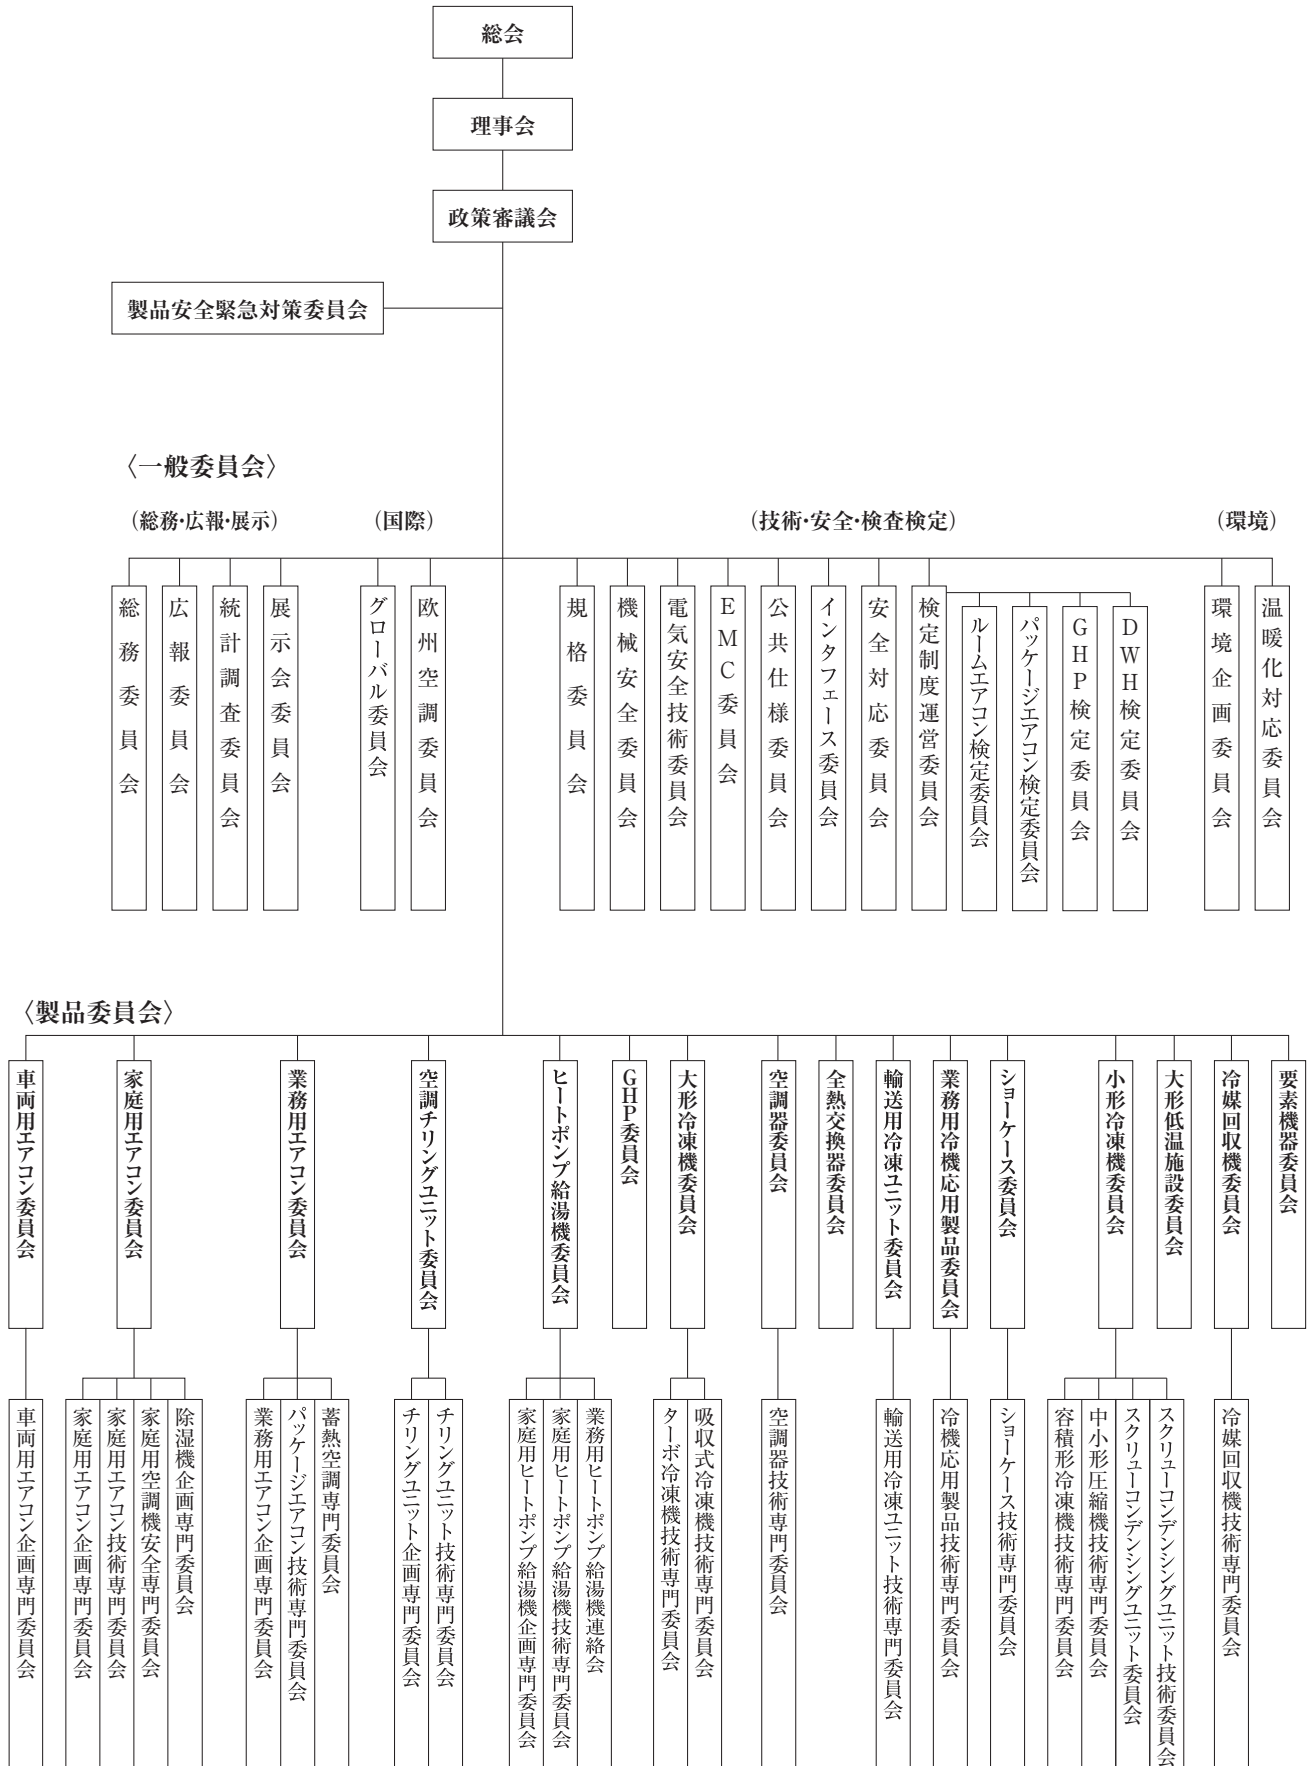 総会
理事会
政策審議会
製品安全緊急対策委員会
〈一般委員会〉
（総務・広報・展示）
（国際）
（技術・安全・検査検定）
（環境）
総務委員会
広報委員会
統計調査委員会
展示会委員会
グローバル委員会
欧州空調委員会
規格委員会
機械安全委員会
電気安全技術委員会
EMC委員会
公共仕様委員会
インタフェース委員会
安全対応委員会
検定制度運営委員会
ルームエアコン検定委員会
パッケージエアコン検定委員会
GHP検定委員会
DWH検定委員会
環境企画委員会
温暖化対応委員会
〈製品委員会〉
車両用エアコン委員会
家庭用エアコン委員会
業務用エアコン委員会
空調チリングユニット委員会
ヒートポンプ給湯機委員会
GHP委員会
大形冷凍機委員会
空調器委員会
全熱交換器委員会
輸送用冷凍ユニット委員会
業務用冷機応用製品委員会
ショーケース委員会
小形冷凍機委員会
大形低温施設委員会
冷媒回収機委員会
要素機器委員会
車両用エアコン企画専門委員会
家庭用エアコン企画専門委員会
家庭用エアコン技術専門委員会
家庭用空調機安全専門委員会
除湿機企画専門委員会
業務用エアコン企画専門委員会
パッケージエアコン技術専門委員会
蓄熱空調専門委員会
チリングユニット企画専門委員会
チリングユニット技術専門委員会
家庭用ヒートポンプ給湯機企画専門委員会
家庭用ヒートポンプ給湯機技術専門委員会
業務用ヒートポンプ給湯機連絡会
ターボ冷凍機技術専門委員会
吸収式冷凍機技術専門委員会
空調器技術専門委員会
輸送用冷凍ユニット技術専門委員会
冷機応用製品技術専門委員会
ショーケース技術専門委員会
容積形冷凍機技術専門委員会
中小形圧縮機技術専門委員会
スクリューコンデンシングユニット委員会
スクリューコンデンシングユニット技術委員会
冷媒回収機技術専門委員会